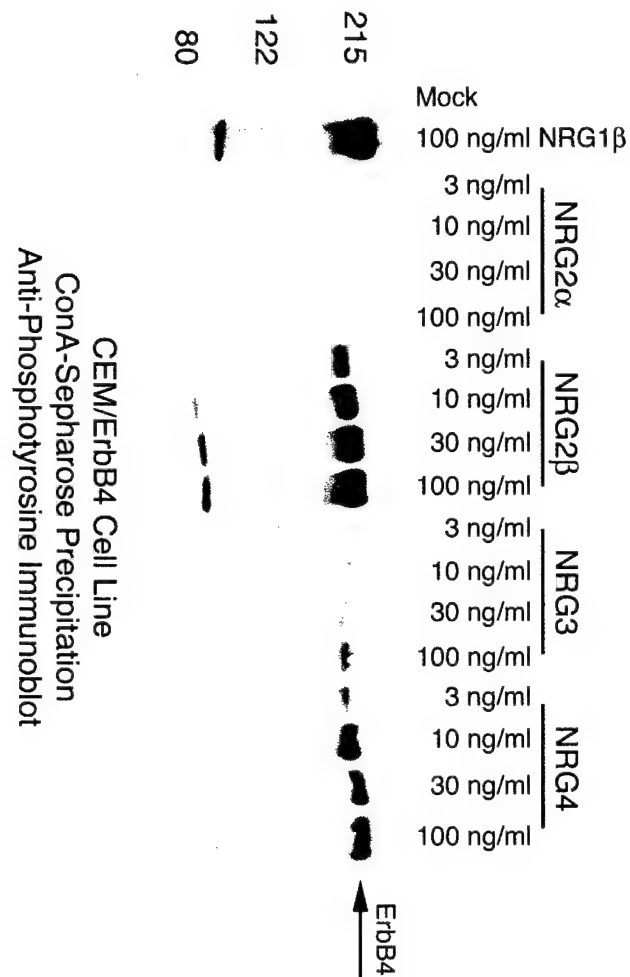 215
122
80
Mock
100 ng/ml NRG1β
NRG2α
3 ng/ml
10 ng/ml
30 ng/ml
100 ng/ml
NRG2β
3 ng/ml
10 ng/ml
30 ng/ml
100 ng/ml
NRG3
3 ng/ml
10 ng/ml
30 ng/ml
100 ng/ml
NRG4
3 ng/ml
10 ng/ml
30 ng/ml
100 ng/ml
ErbB4
CEM/ErbB4 Cell Line
ConA-Sepharose Precipitation
Anti-Phosphotyrosine Immunoblot